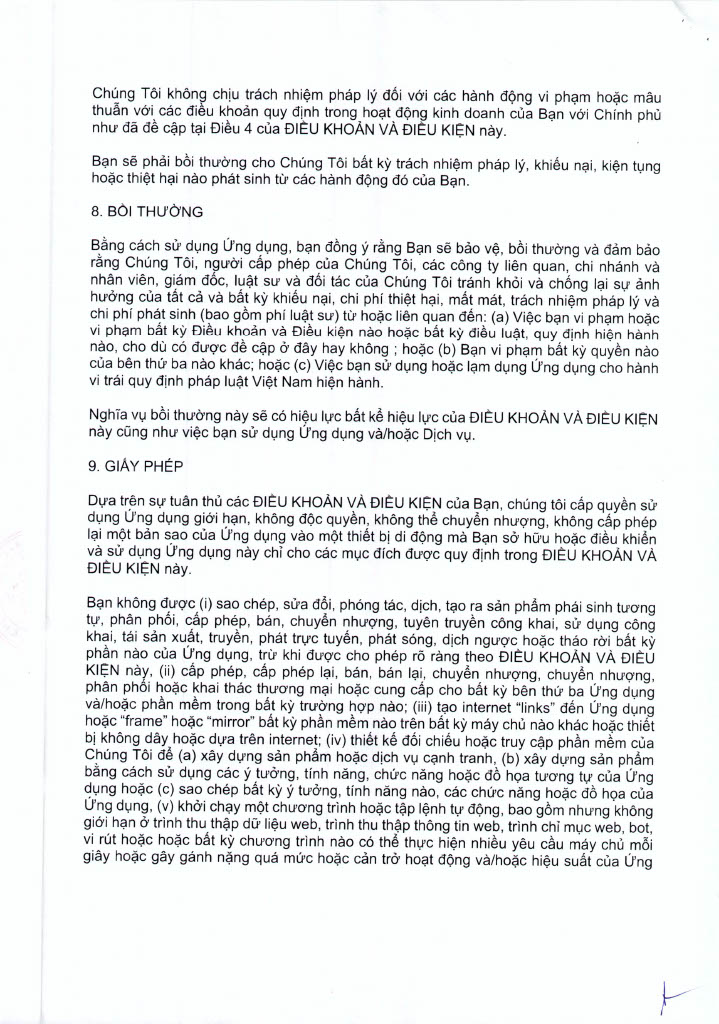 Chúng Tôi không chịu trách nhiệm pháp lý đối với các hành động vi phạm hoặc mâu
thuẫn với các điều khoản quy định trong hoạt động kinh doanh của Bạn với Chính phủ
như đã đề cập tại Điều 4 của ĐIỀU KHOẢN VÀ ĐIỀU KIỆN này.
Bạn sẽ phải bồi thường cho Chúng Tôi bất kỳ trách nhiệm pháp lý, khiếu nại, kiện tụng
hoặc thiệt hại nào phát sinh từ các hành động đó của Bạn.
8. BỒI THƯỜNG
Bằng cách sử dụng Ứng dụng, bạn đồng ý rằng Bạn sẽ bảo vệ, bồi thường và đảm bảo
rằng Chúng Tôi, người cấp phép của Chúng Tôi, các công ty liên quan, chi nhánh và
nhân viên, giám đốc, luật sư và đối tác của Chúng Tôi tránh khỏi và chống lại sự ảnh
hưởng của tất cả và bất kỳ khiếu nại, chi phí thiệt hại, mất mát, trách nhiệm pháp lý và
chi phí phát sinh (bao gồm phí luật sư) từ hoặc liên quan đến: (a) Việc bạn vi phạm hoặc
vi phạm bất kỳ Điều khoản và Điều kiện nào hoặc bất kỳ điều luật, quy định hiện hành
nào, cho dù có được đề cập ở đây hay không ; hoặc (b) Bạn vi phạm bất kỳ quyền nào
của bên thứ ba nào khác; hoặc (c) Việc bạn sử dụng hoặc lạm dụng Ứng dụng cho hành
vi trái quy định pháp luật Việt Nam hiện hành.
Nghĩa vụ bồi thường này sẽ có hiệu lực bất kể hiệu lực của ĐIỀU KHOẢN VÀ ĐIỀU KIỆN
này cũng như việc bạn sử dụng Ứng dụng và/hoặc Dịch vụ.
9. GIẤY PHÉP
Dựa trên sự tuân thủ các ĐIỀU KHOẢN VÀ ĐIỀU KIỆN của Bạn, chúng tôi cấp quyền sử
dụng Ứng dụng giới hạn, không độc quyền, không thể chuyển nhượng, không cấp phép
lại một bản sao của Ứng dụng vào một thiết bị di động mà Bạn sở hữu hoặc điều khiển
và sử dụng Ứng dụng này chỉ cho các mục đích được quy định trong ĐIỀU KHOẢN VÀ
ĐIỀU KIỆN này.
Bạn không được (i) sao chép, sửa đổi, phóng tác, dịch, tạo ra sản phẩm phái sinh tương
tự, phân phối, cấp phép, bán, chuyển nhượng, tuyên truyền công khai, sử dụng công
khai, tái sản xuất, truyền, phát trực tuyến, phát sóng, dịch ngược hoặc tháo rời bất kỳ
phần nào của Ứng dụng, trừ khi được cho phép rõ ràng theo ĐIỀU KHOẢN VÀ ĐIỀU
KIỆN này, (ii) cấp phép, cấp phép lại, bán, bán lại, chuyển nhượng, chuyển nhượng,
phân phối hoặc khai thác thương mại hoặc cung cấp cho bất kỳ bên thứ ba Ứng dụng
và/hoặc phần mềm trong bất kỳ trường hợp nào; (iii) tạo internet “links” đến Ứng dụng
hoặc “frame” hoặc “mirror” bất kỳ phần mềm nào trên bất kỳ máy chủ nào khác hoặc thiết
bị không dây hoặc dựa trên internet; (iv) thiết kế đối chiếu hoặc truy cập phần mềm của
Chúng Tôi để (a) xây dựng sản phẩm hoặc dịch vụ cạnh tranh, (b) xây dựng sản phẩm
bằng cách sử dụng các ý tưởng, tính năng, chức năng hoặc đồ họa tương tự của Ứng
dụng hoặc (c) sao chép bất kỳ ý tưởng, tính năng nào, các chức năng hoặc đồ họa của
Ứng dụng, (v) khởi chạy một chương trình hoặc tập lệnh tự động, bao gồm nhưng không
giới hạn ở trình thu thập dữ liệu web, trình thu thập thông tin web, trình chỉ mục web, bot,
vi rút hoặc hoặc bất kỳ chương trình nào có thể thực hiện nhiều yêu cầu máy chủ mỗi
giây hoặc gây gánh nặng quá mức hoặc cản trở hoạt động và/hoặc hiệu suất của Ứng